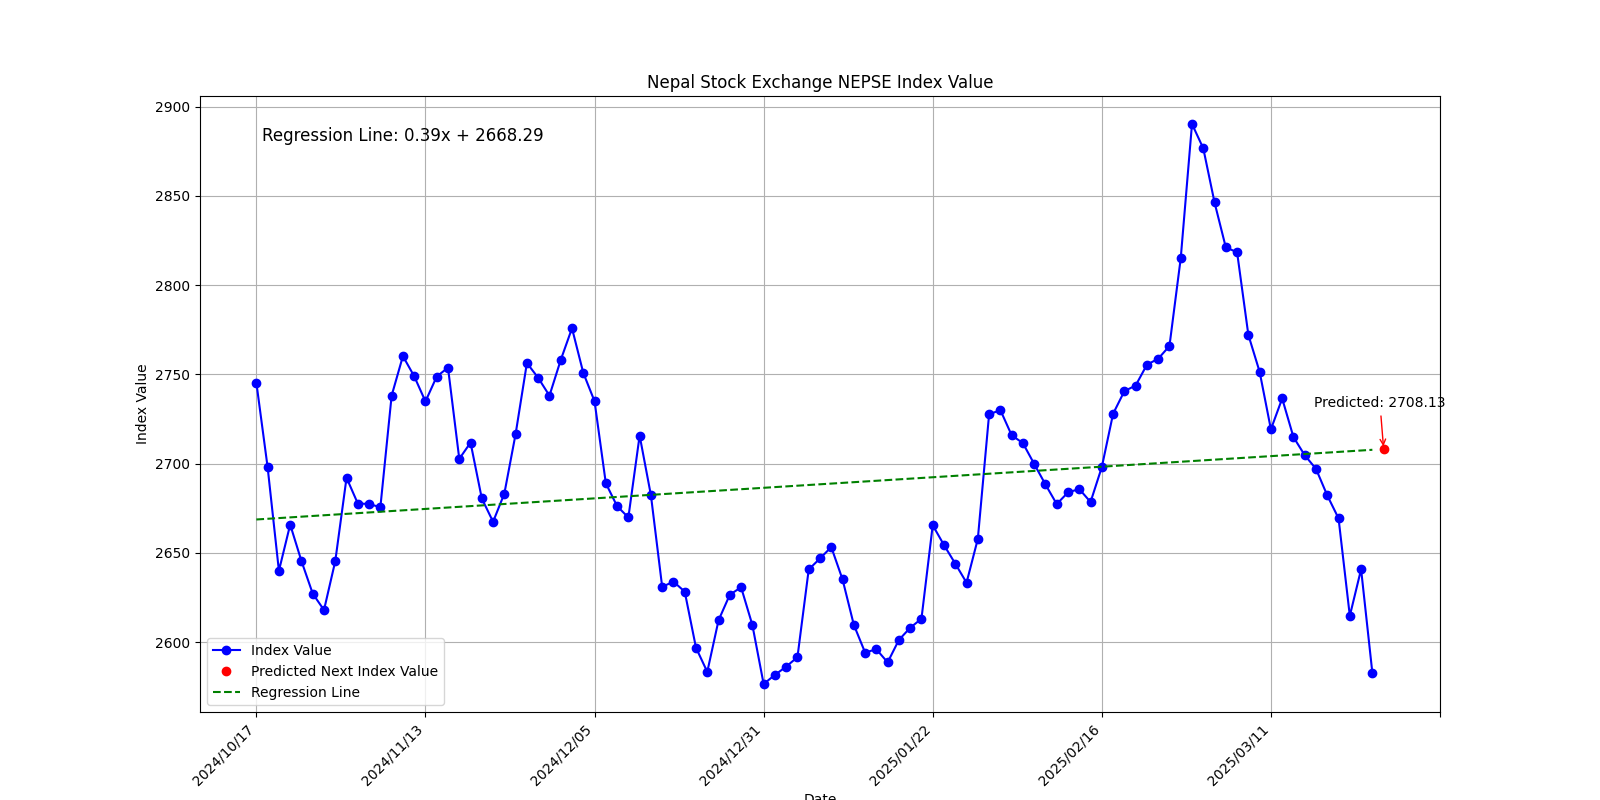 Nepal Stock Exchange NEPSE Index Value
2900
Regression Line: 0.39x + 2668.29
2850
2800
2750
Predicted: 2708.13
2700
2650
2600
Index Value
Index Value
Predicted Next Index Value
Regression Line
2024/10/17
2024/11/13
2024/12/05
2024/12/31
2025/01/22
2025/02/16
2025/03/11
Date